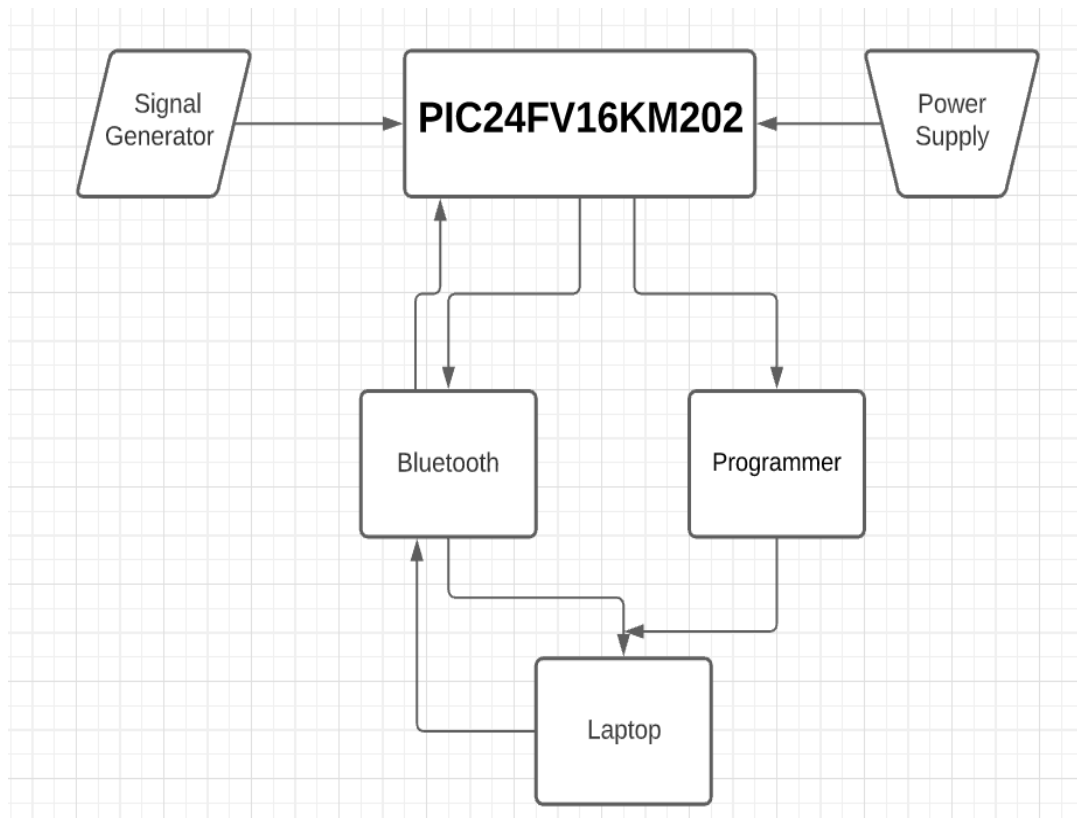 Signal
Generator
PIC24FV16KM202
Power
Supply
Bluetooth
Programmer
Laptop